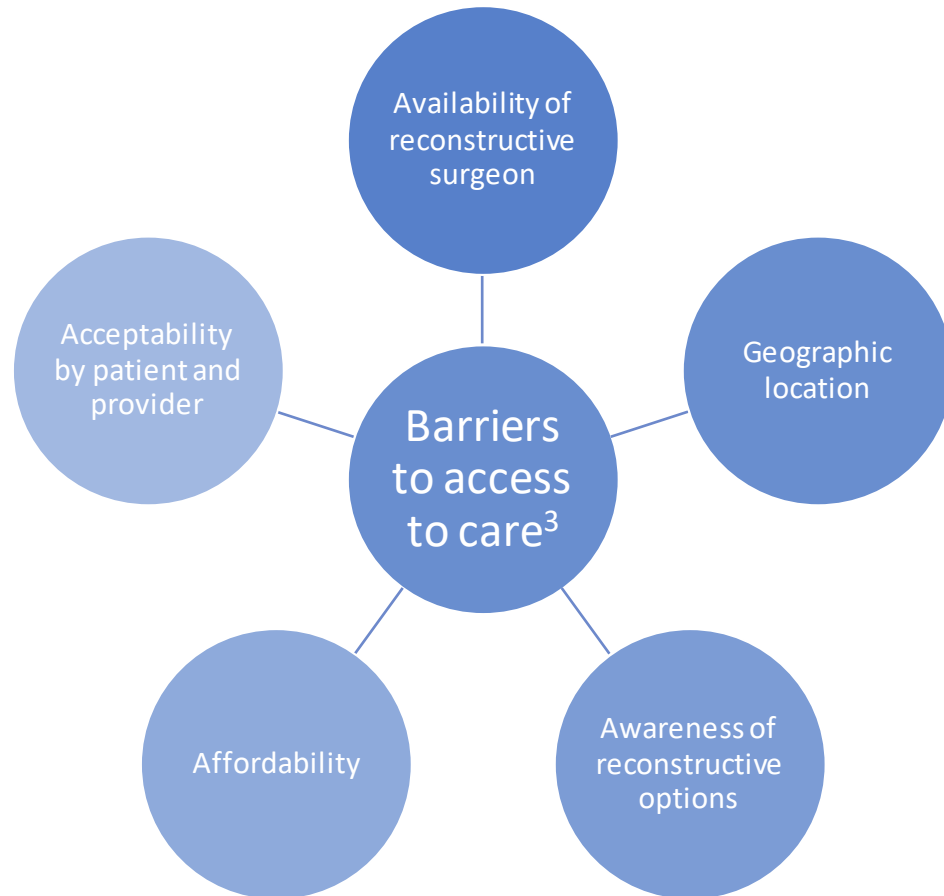 Availability of
reconstructive
surgeon
Acceptability
by patient and
provider
Geographic
location
Barriers
to access
to care³
Affordability
Awareness of
reconstructive
options